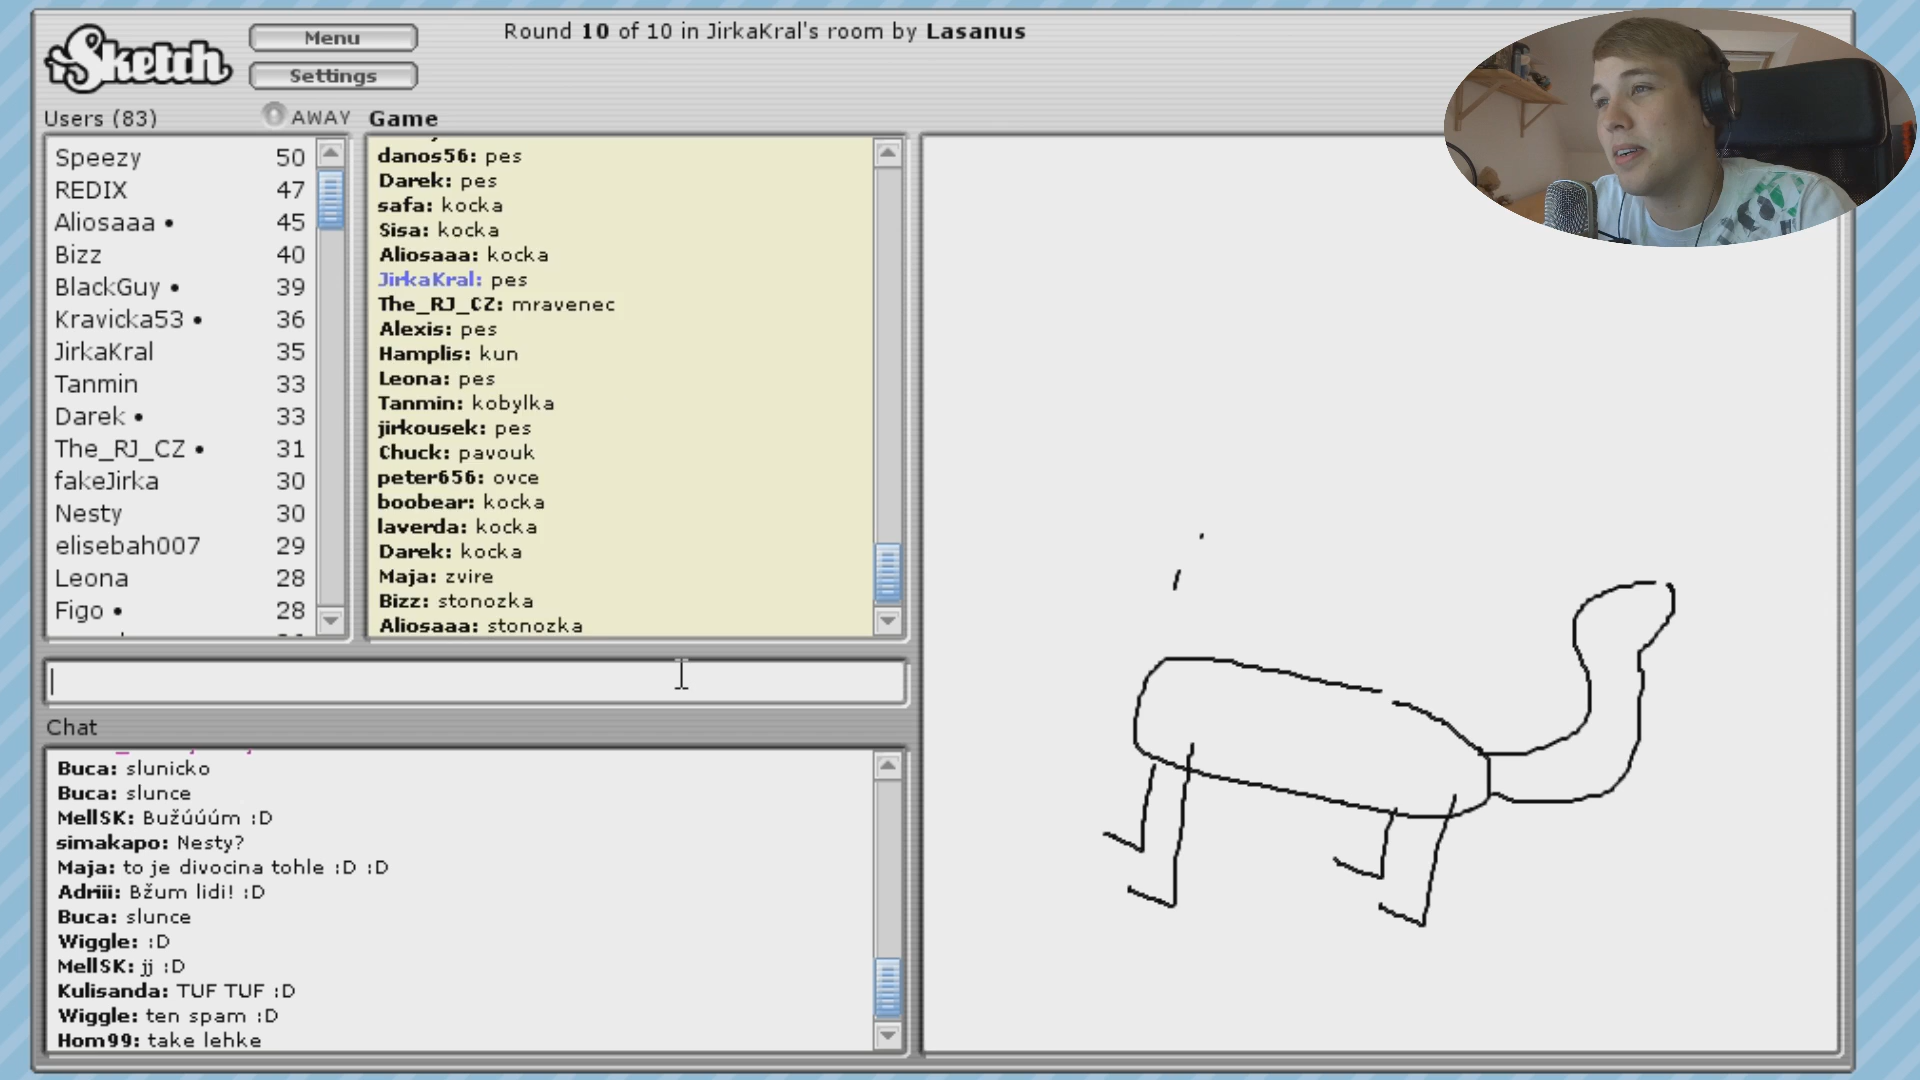 iSketch
Menu
Settings
Round 10 of 10 in JirkaKral's room by Lasanus
Users (83)
AWAY
Speezy 50
REDIX 47
Aliosaaa • 45
Bizz 40
BlackGuy • 39
Kravicka53 • 36
JirkaKral 35
Tanmin 33
Darek • 33
The_RJ_CZ • 31
fakeJirka 30
Nesty 30
elisebah007 29
Leona 28
Figo • 28
Game
danos56: pes
Darek: pes
safa: kocka
Sisa: kocka
Aliosaaa: kocka
JirkaKral: pes
The_RJ_CZ: mravenec
Alexis: pes
Hamplis: kun
Leona: pes
Tanmin: kobylka
jirkousek: pes
Chuck: pavouk
peter656: ovce
boobear: kocka
laverda: kocka
Darek: kocka
Maja: zvire
Bizz: stonozka
Aliosaaa: stonozka
Chat
Buca: slunicko
Buca: slunce
MellSK: Bužúúúm :D
simakapo: Nesty?
Maja: to je divocina tohle :D :D
Adriii: Bžum lidi! :D
Buca: slunce
Wiggle: :D
MellSK: jj :D
Kulisanda: TUF TUF :D
Wiggle: ten spam :D
Hom99: take lehke